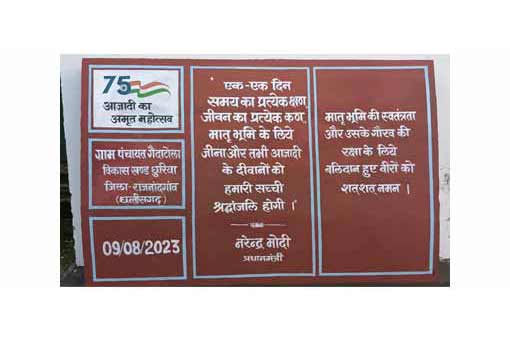 75
आज़ादी का
अमृत महोत्सव
ग्राम पंचायत गैंदाटोला
विकास खण्ड छुरिया
जिला-राजनांदगाँव
(छत्तीसगढ़)
09/08/2023
एक-एक दिन
समय का प्रत्येक क्षण,
जीवन का प्रत्येक कण,
मातृ भूमि के लिये
जीना और तभी आजादी
के दीवानों को
हमारी सच्ची
श्रद्धांजलि होगी ।
नरेन्द्र मोदी
प्रधानमंत्री
मातृ भूमि की स्वतंत्रता
और उसके गौरव की
रक्षा के लिये
बलिदान हुए वीरों को
शत्‌शत्‌ नमन ।